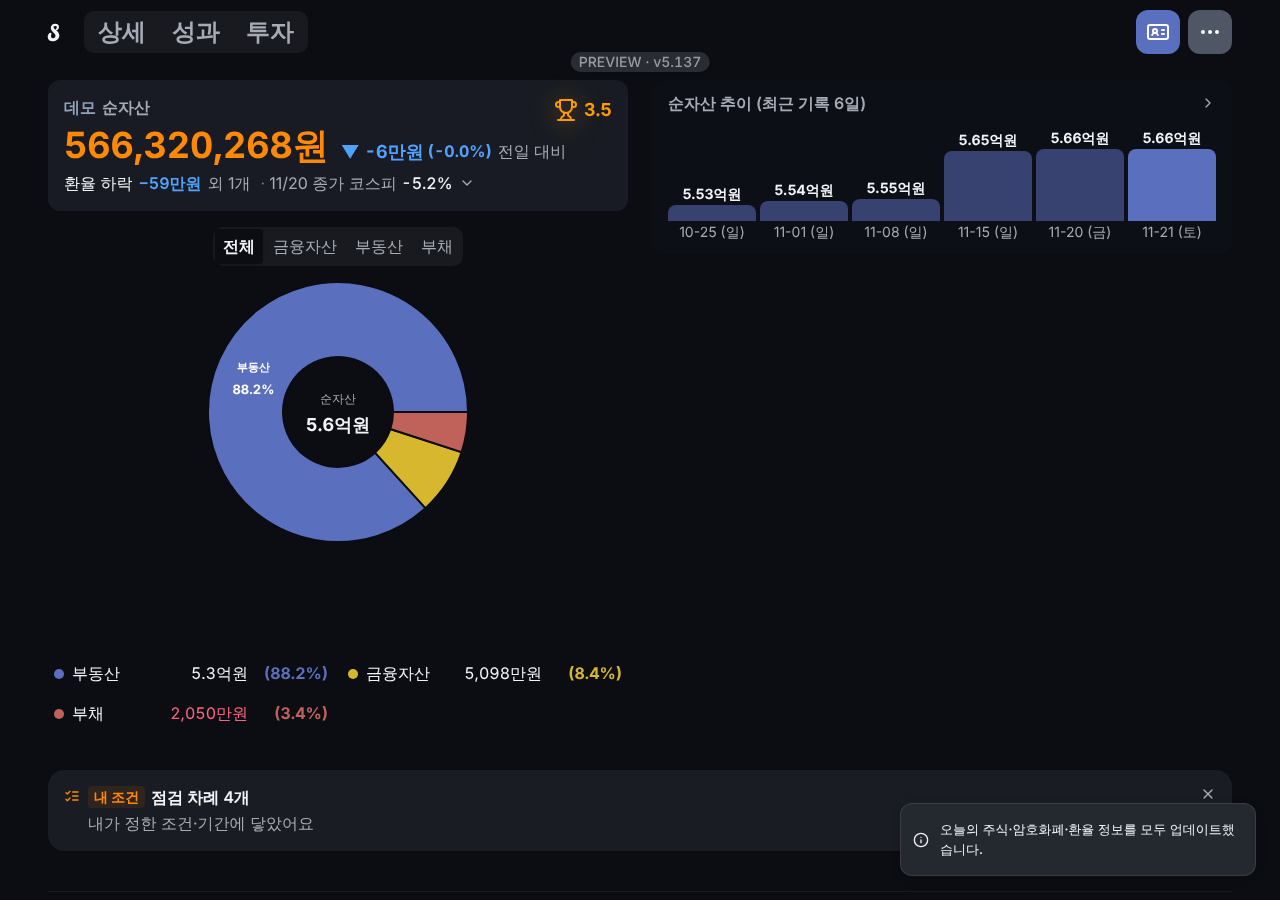 상세 성과 투자
PREVIEW · v5.137
데모 순자산
3.5
566,320,268원 ▼ -6만원 (-0.0%) 전일 대비
환율 하락 −59만원 외 1개 · 11/20 종가 코스피 -5.2%
순자산 추이 (최근 기록 6일)
5.53억원 5.54억원 5.55억원 5.65억원 5.66억원 5.66억원
10-25 (일) 11-01 (일) 11-08 (일) 11-15 (일) 11-20 (금) 11-21 (토)
전체 금융자산 부동산 부채
부동산
88.2%
순자산
5.6억원
부동산 5.3억원 (88.2%) 금융자산 5,098만원 (8.4%)
부채 2,050만원 (3.4%)
내 조건 점검 차례 4개
내가 정한 조건·기간에 닿았어요
오늘의 주식·암호화폐·환율 정보를 모두 업데이트했
습니다.